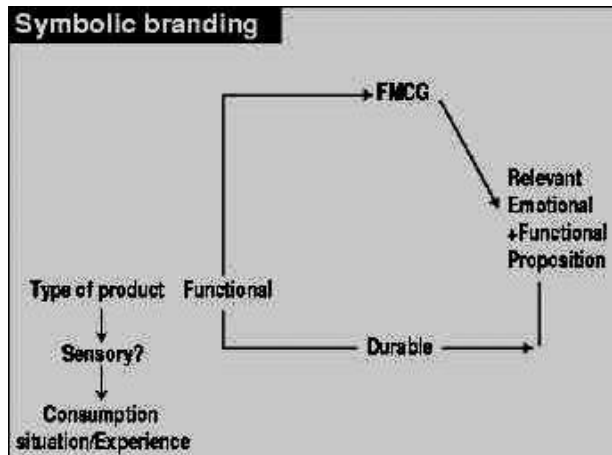 Symbolic branding
FMCG
Relevant
Emotional
+Functional
Proposition
Type of product Functional
Durable
Sensory?
Consumption
situation/Experience